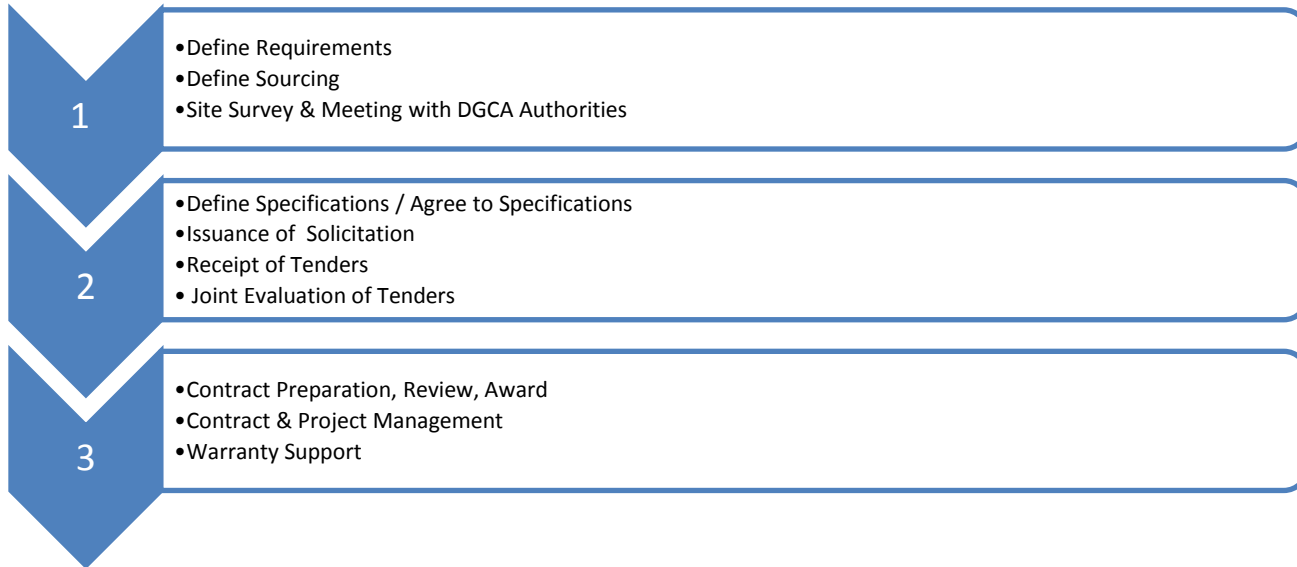 1
•Define Requirements
•Define Sourcing
•Site Survey & Meeting with DGCA Authorities
2
•Define Specifications / Agree to Specifications
•Issuance of  Solicitation
•Receipt of Tenders
• Joint Evaluation of Tenders
3
•Contract Preparation, Review, Award
•Contract & Project Management
•Warranty Support